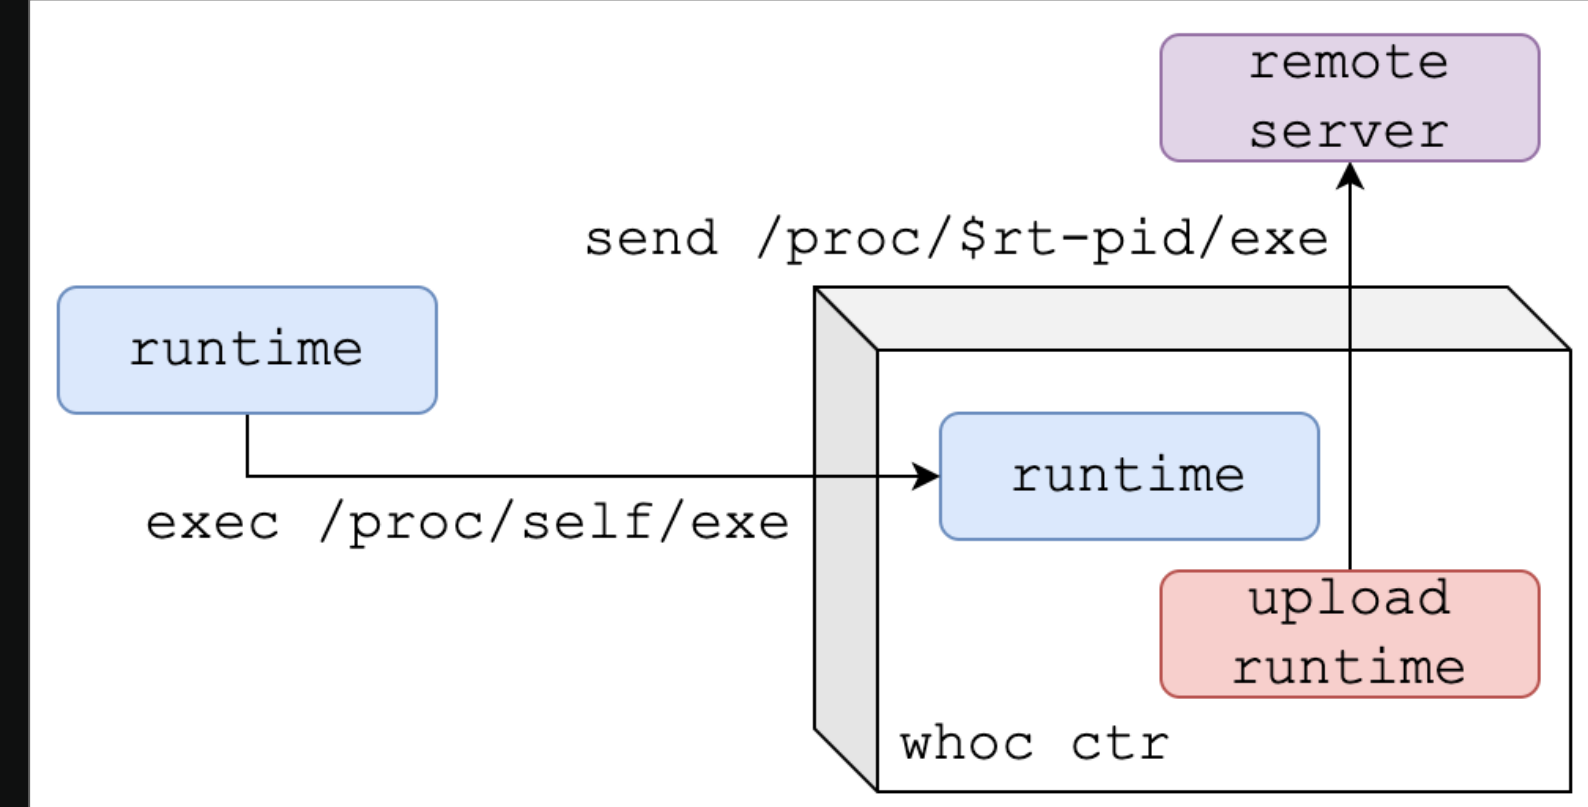 remote
server
send /proc/$rt-pid/exe
runtime
runtime
exec /proc/self/exe
upload
runtime
whoc ctr